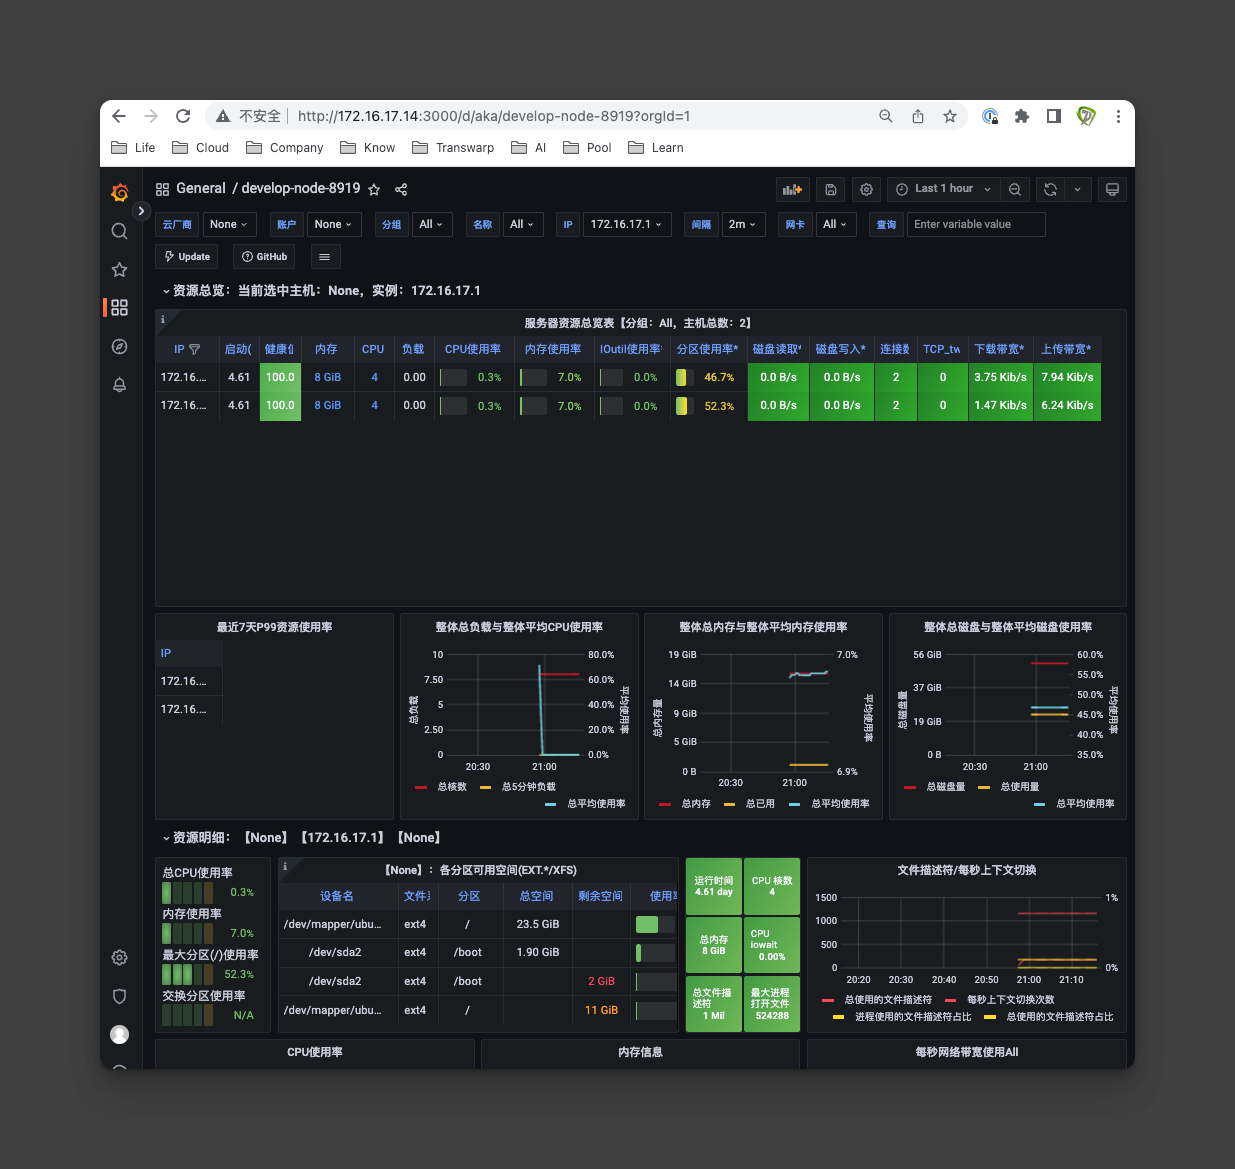 不安全 http://172.16.17.14:3000/d/aka/develop-node-8919?orgId=1
Life Cloud Company Know Transwarp AI Pool Learn
General / develop-node-8919 Last 1 hour
云厂商 None 账户 None 分组 All 名称 All IP 172.16.17.1 间隔 2m 网卡 All 查询 Enter variable value
Update GitHub
资源总览：当前选中主机：None，实例：172.16.17.1
服务器资源总览表【分组：All，主机总数：2】
IP 启动( 健康 内存 CPU 负载 CPU使用率 内存使用率 IOutil使用率* 分区使用率* 磁盘读取* 磁盘写入* 连接数 TCP_tw 下载带宽* 上传带宽*
172.16.... 4.61 100.0 8 GiB 4 0.00 0.3% 7.0% 0.0% 46.7% 0.0 B/s 0.0 B/s 2 0 3.75 Kib/s 7.94 Kib/s
172.16.... 4.61 100.0 8 GiB 4 0.00 0.3% 7.0% 0.0% 52.3% 0.0 B/s 0.0 B/s 2 0 1.47 Kib/s 6.24 Kib/s
最近7天P99资源使用率
IP
172.16....
172.16....
整体总负载与整体平均CPU使用率
10 80.0%
7.50 60.0%
5 40.0%
2.50 20.0%
0 0.0%
总负载
平均使用率
20:30 21:00
总核数 总5分钟负载
总平均使用率
整体总内存与整体平均内存使用率
19 GiB 7.0%
14 GiB
9 GiB
5 GiB
0 B 6.9%
总内存量
平均使用率
20:30 21:00
总内存 总已用 总平均使用率
整体总磁盘与整体平均磁盘使用率
56 GiB 60.0%
55.0%
37 GiB 50.0%
19 GiB 45.0%
40.0%
0 B 35.0%
总磁盘量
平均使用率
20:30 21:00
总磁盘量 总使用量
总平均使用率
资源明细：【None】【172.16.17.1】【None】
总CPU使用率
0.3%
内存使用率
7.0%
最大分区(/)使用率
52.3%
交换分区使用率
N/A
【None】：各分区可用空间(EXT.*/XFS)
设备名 文件系 分区 总空间 剩余空间 使用率
/dev/mapper/ubu... ext4 / 23.5 GiB
/dev/sda2 ext4 /boot 1.90 GiB
/dev/sda2 ext4 /boot 2 GiB
/dev/mapper/ubu... ext4 / 11 GiB
运行时间
4.61 day
CPU 核数
4
总内存
8 GiB
CPU
iowait
0.00%
总文件描
述符
1 Mil
最大进程
打开文件
524288
文件描述符/每秒上下文切换
1500 1%
1000
500
0 0%
20:20 20:30 20:40 20:50 21:00 21:10
总使用的文件描述符 每秒上下文切换次数
进程使用的文件描述符占比 总使用的文件描述符占比
CPU使用率
内存信息
每秒网络带宽使用All